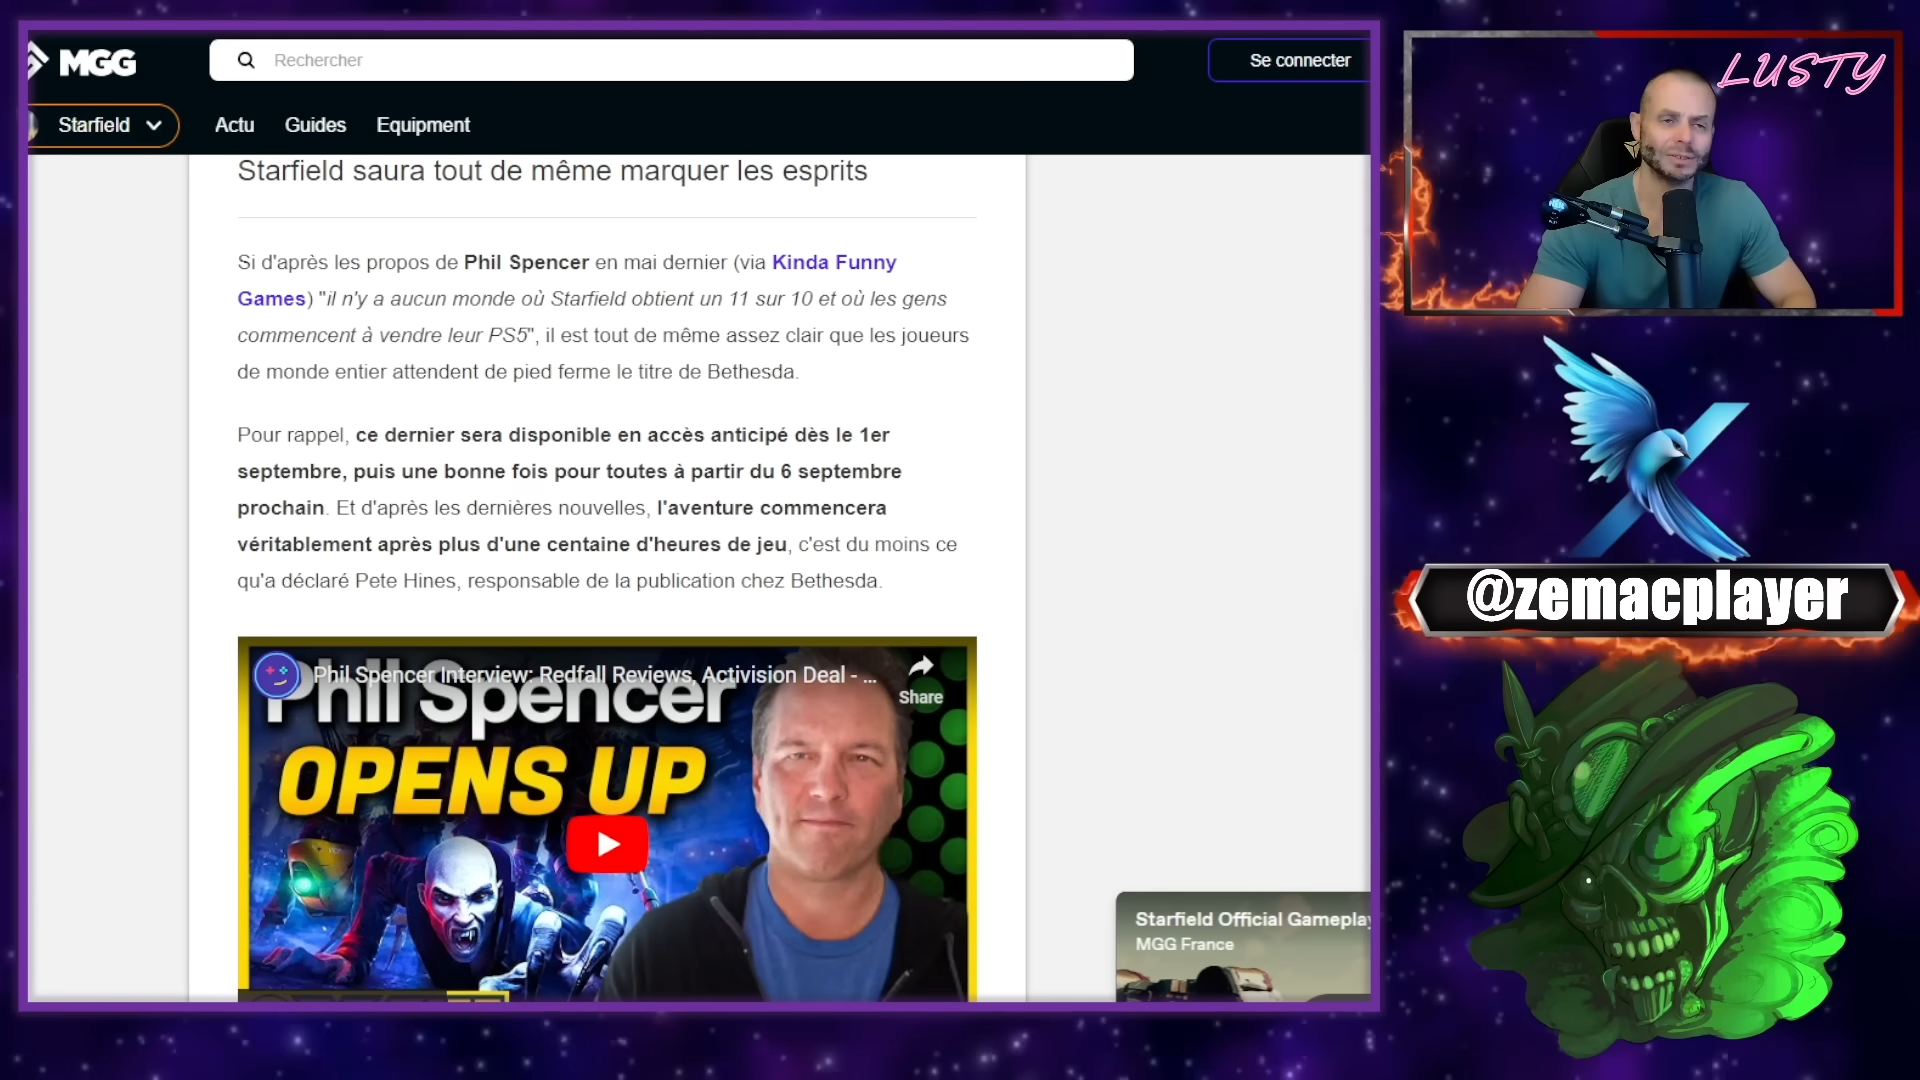 MGG
Rechercher
Se connecter
Starfield
Actu
Guides
Equipment
Starfield saura tout de même marquer les esprits
Si d'après les propos de Phil Spencer en mai dernier (via Kinda Funny
Games) "il n'y a aucun monde où Starfield obtient un 11 sur 10 et où les gens
commencent à vendre leur PS5", il est tout de même assez clair que les joueurs
de monde entier attendent de pied ferme le titre de Bethesda.
Pour rappel, ce dernier sera disponible en accès anticipé dès le 1er
septembre, puis une bonne fois pour toutes à partir du 6 septembre
prochain. Et d'après les dernières nouvelles, l'aventure commencera
véritablement après plus d'une centaine d'heures de jeu, c'est du moins ce
qu'a déclaré Pete Hines, responsable de la publication chez Bethesda.
Phil Spencer Interview: Redfall Reviews, Activision Deal - ...
Share
Phil Spencer
OPENS UP
Starfield Official Gameplay
MGG France
LUSTY
@zemacplayer